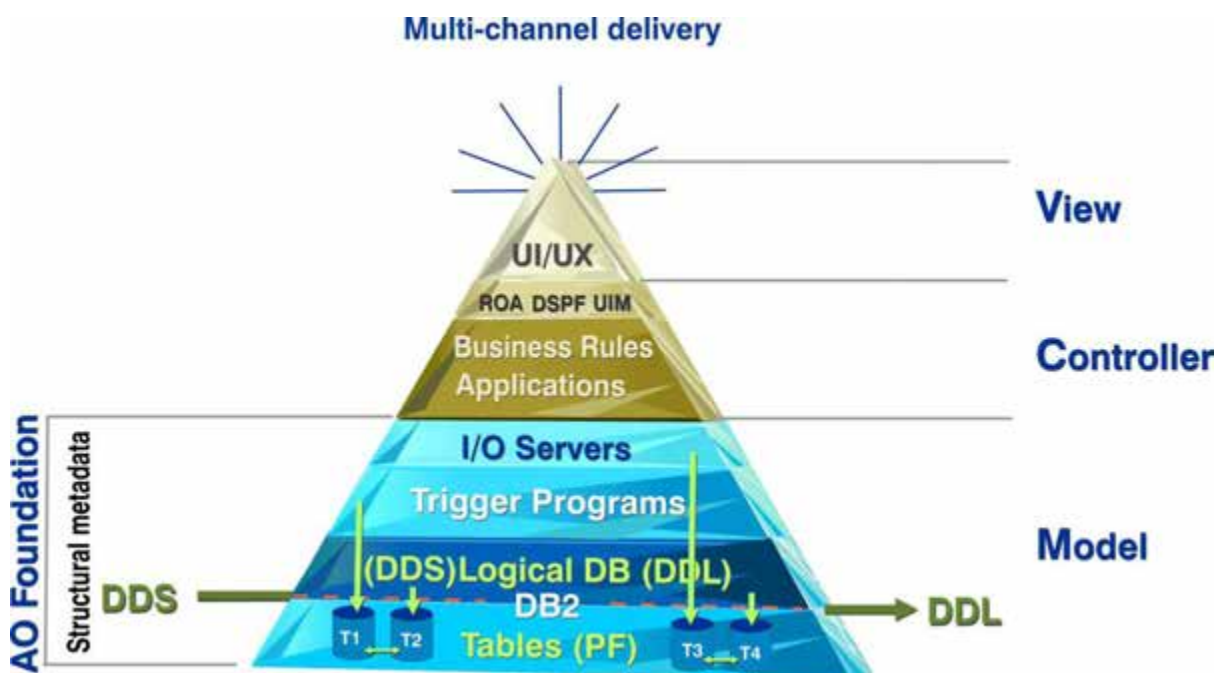 Multi-channel delivery
View
UI/UX
ROA DSPF UIM
Business Rules
Applications
Controller
AO Foundation
Structural metadata
I/O Servers
Trigger Programs
Model
(DDS)Logical DB (DDL)
DDS
DB2
DDL
T1
T2
Tables (PF)
T3
T4